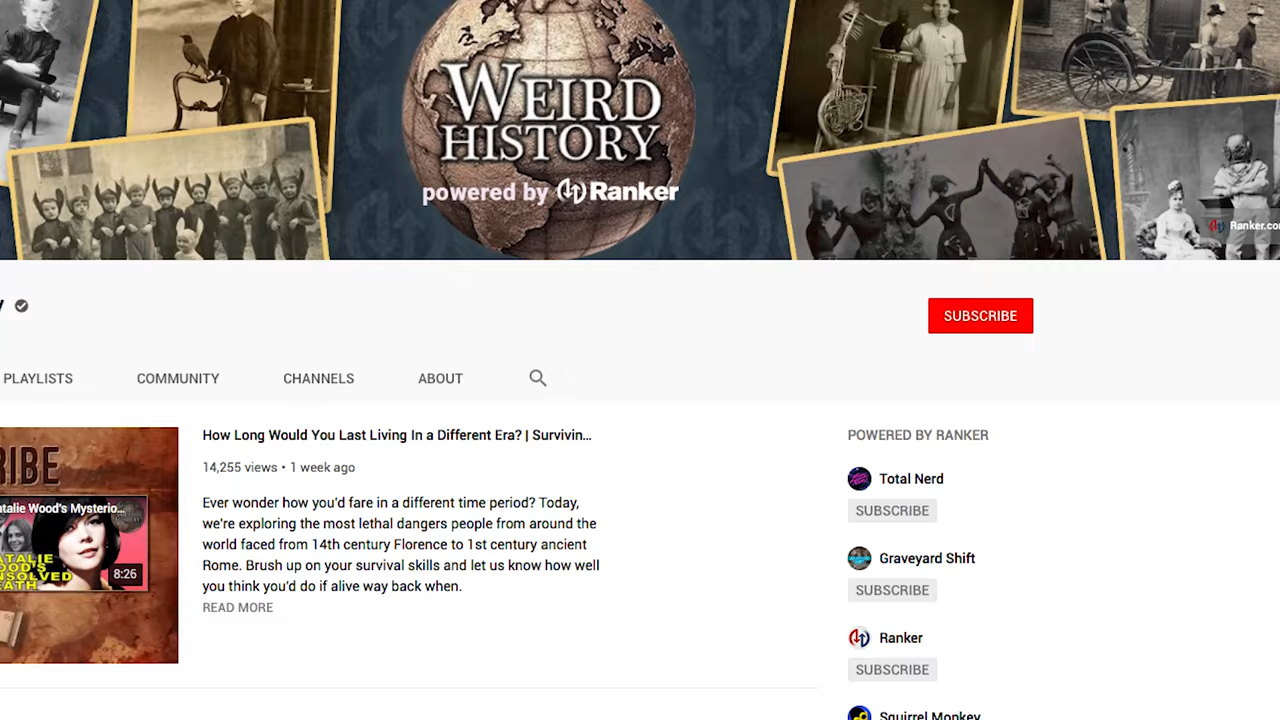 WEIRD
HISTORY
powered by Ranker
SUBSCRIBE
PLAYLISTS COMMUNITY CHANNELS ABOUT
RIBE
atalie Wood's Mysterio...
8:26
How Long Would You Last Living In a Different Era? | Survivin...
14,255 views • 1 week ago
Ever wonder how you'd fare in a different time period? Today,
we're exploring the most lethal dangers people from around the
world faced from 14th century Florence to 1st century ancient
Rome. Brush up on your survival skills and let us know how well
you think you'd do if alive way back when.
READ MORE
POWERED BY RANKER
Total Nerd
SUBSCRIBE
Graveyard Shift
SUBSCRIBE
Ranker
SUBSCRIBE
Squirrel Monkey